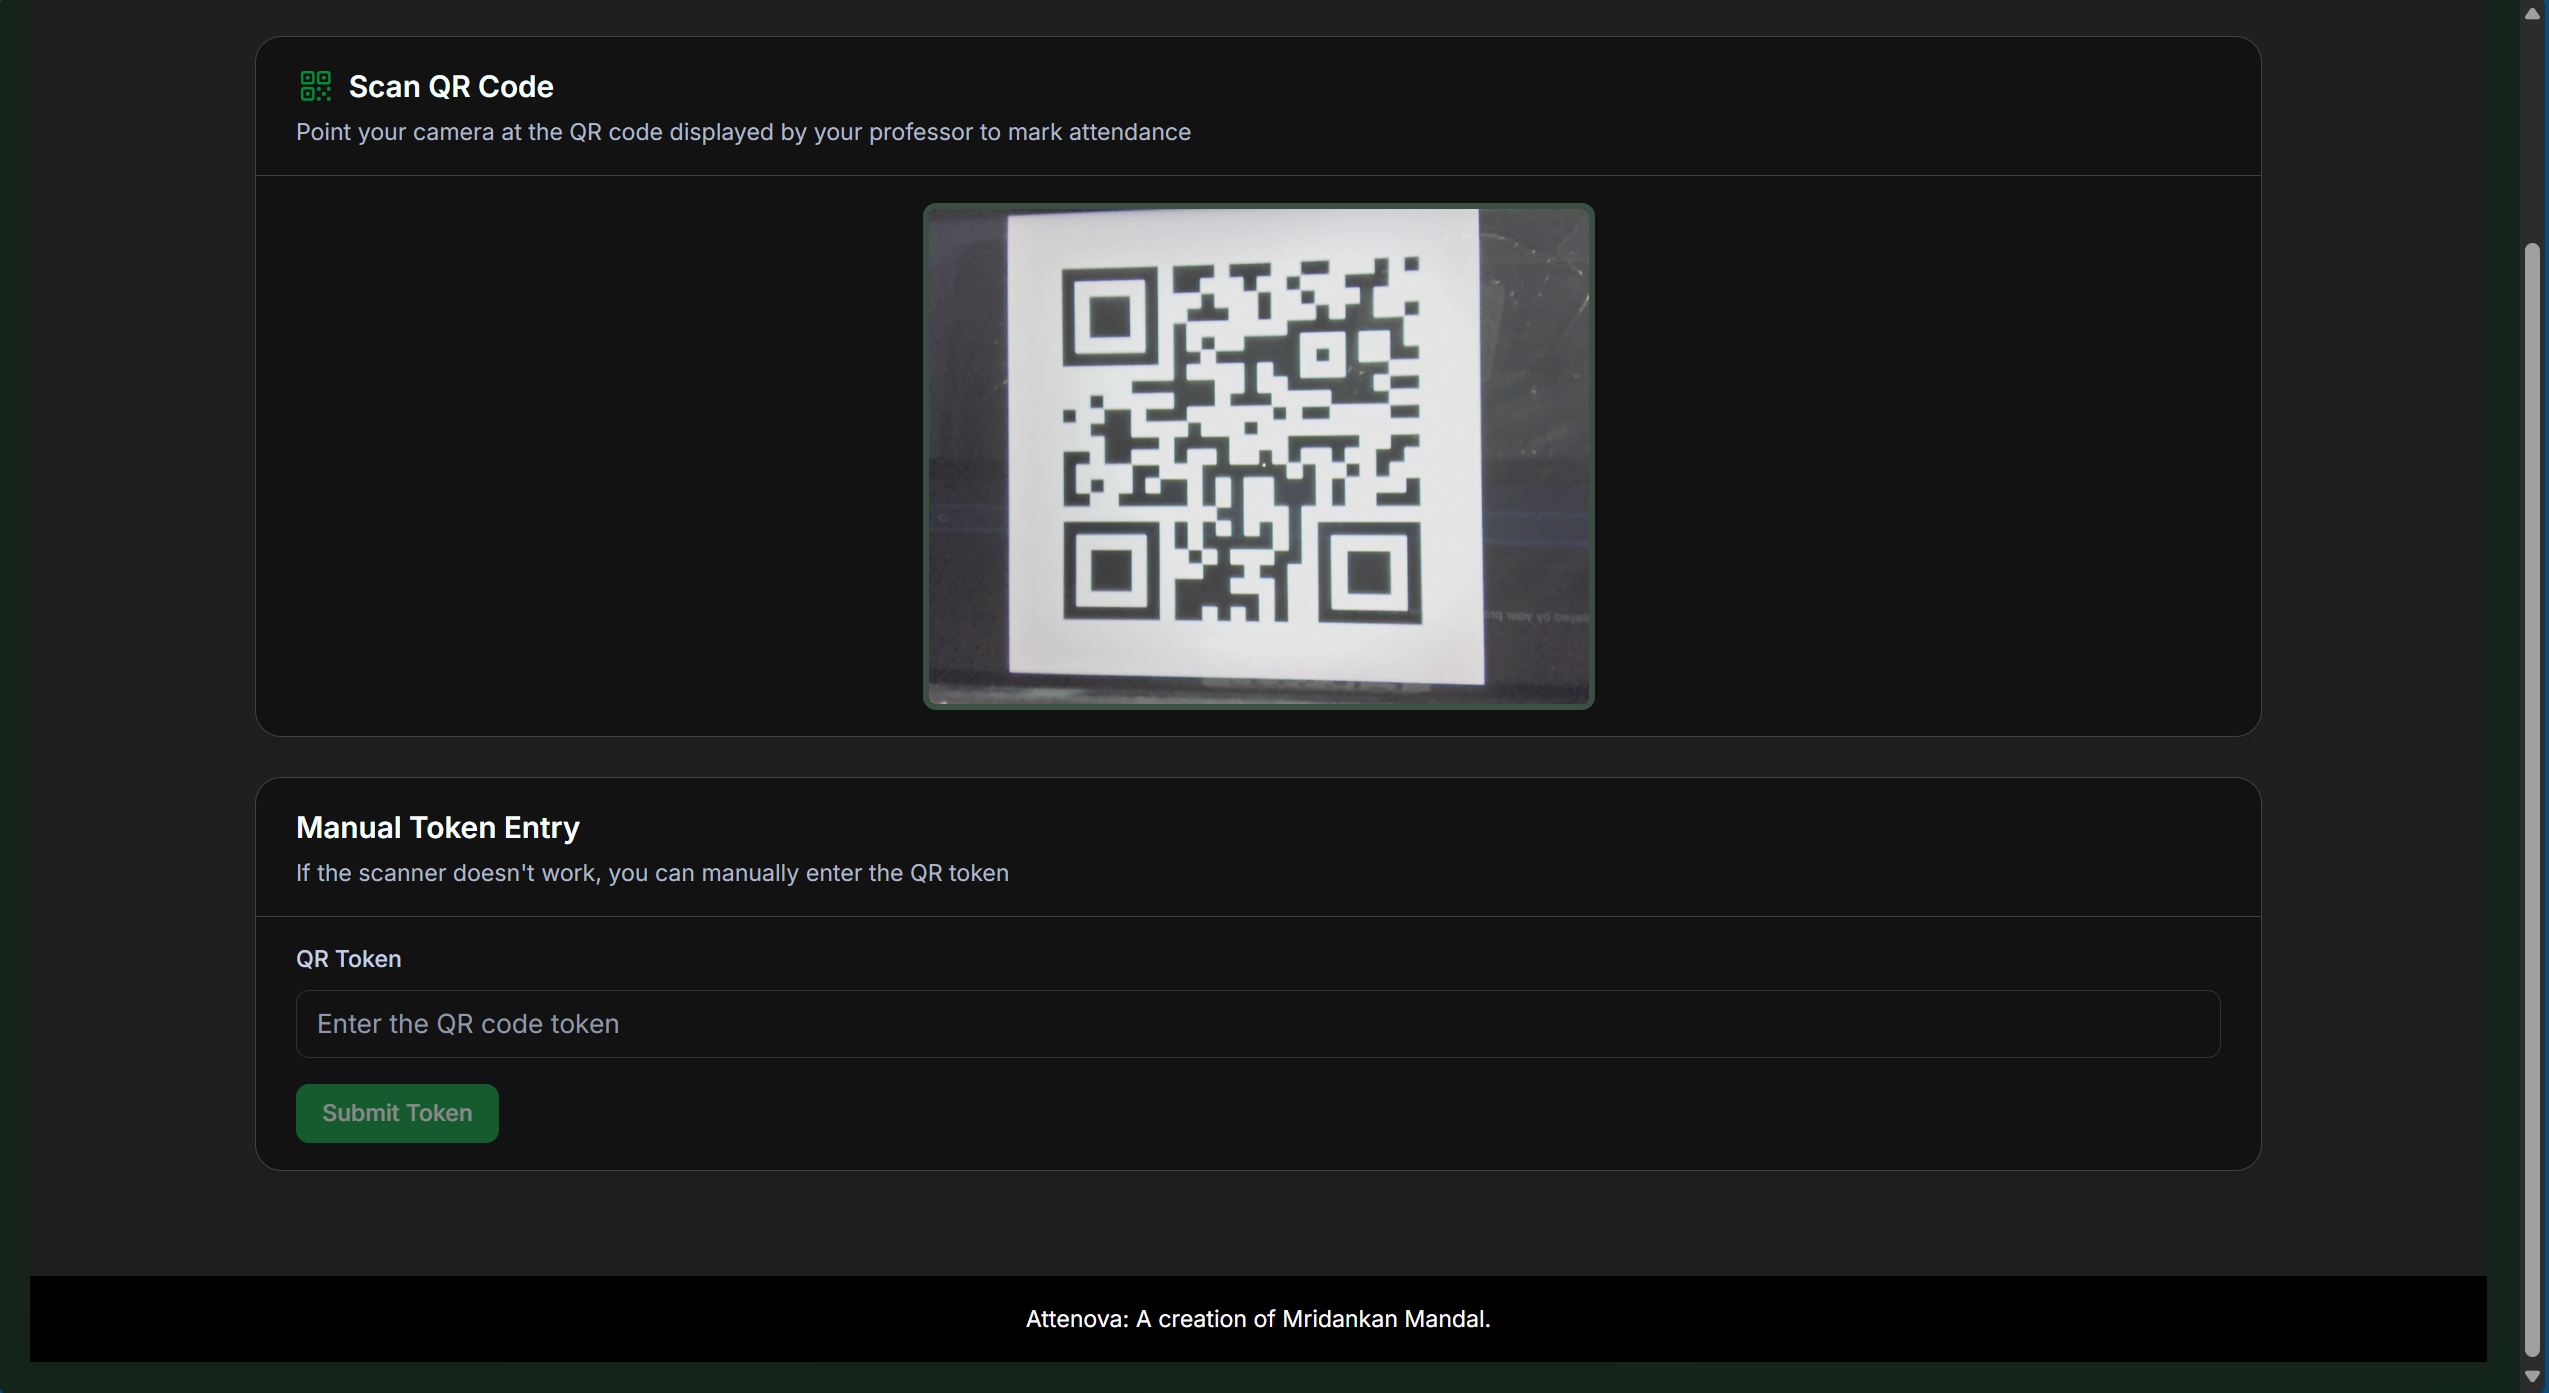 Scan QR Code
Point your camera at the QR code displayed by your professor to mark attendance
Manual Token Entry
If the scanner doesn't work, you can manually enter the QR token
QR Token
Enter the QR code token
Submit Token
Attenova: A creation of Mridankan Mandal.